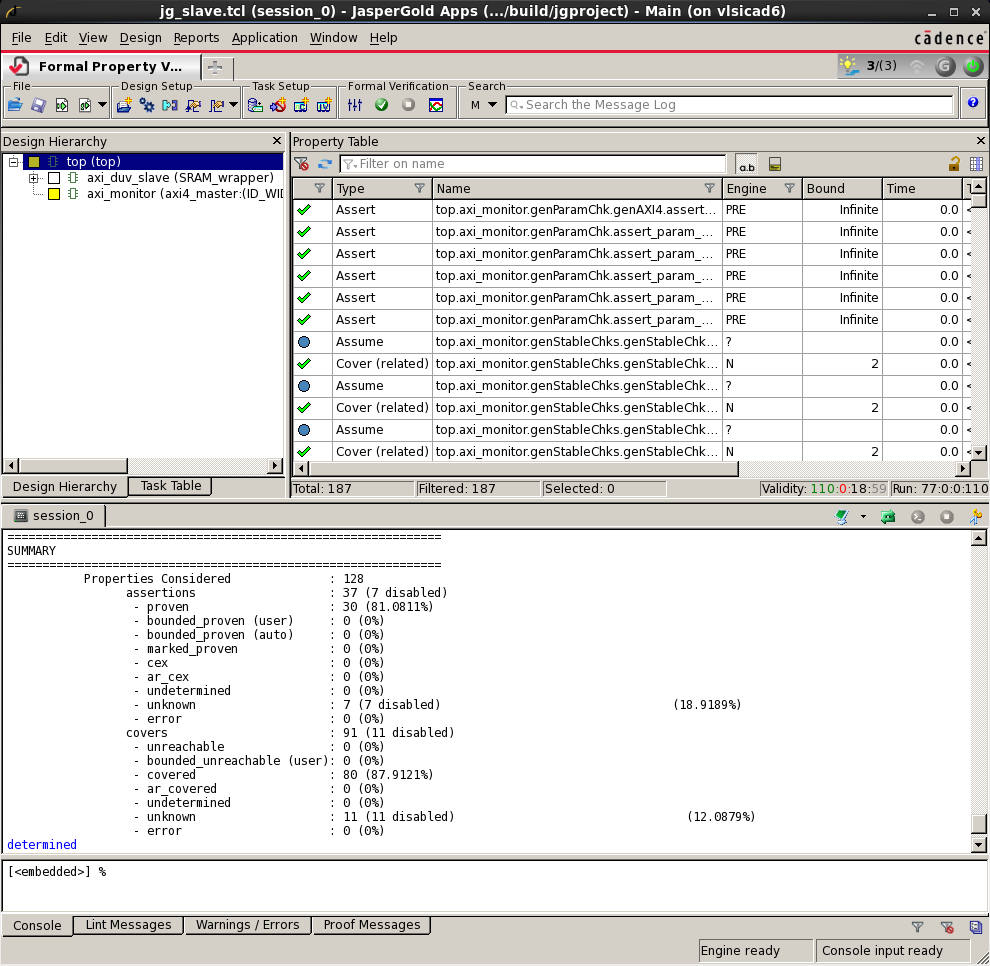 jg_slave.tcl (session_0) - JasperGold Apps (.../build/jgproject) - Main (on vlsicad6)
File Edit View Design Reports Application Window Help
cādence
Formal Property V...
3/(3)
File Design Setup Task Setup Formal Verification Search
M Search the Message Log
Design Hierarchy
top (top)
axi_duv_slave (SRAM_wrapper)
axi_monitor (axi4_master:(ID_WID
Design Hierarchy Task Table
Property Table
Filter on name
a.b
Type Name Engine Bound Time
Assert top.axi_monitor.genParamChk.genAXI4.assert... PRE Infinite 0.0 <
Assert top.axi_monitor.genParamChk.assert_param_... PRE Infinite 0.0 <
Assert top.axi_monitor.genParamChk.assert_param_... PRE Infinite 0.0 <
Assert top.axi_monitor.genParamChk.assert_param_... PRE Infinite 0.0 <
Assert top.axi_monitor.genParamChk.assert_param_... PRE Infinite 0.0 <
Assert top.axi_monitor.genParamChk.assert_param_... PRE Infinite 0.0 <
Assume top.axi_monitor.genStableChks.genStableChk... ? 0.0 <
Cover (related) top.axi_monitor.genStableChks.genStableChk... N 2 0.0 <
Assume top.axi_monitor.genStableChks.genStableChk... ? 0.0 <
Cover (related) top.axi_monitor.genStableChks.genStableChk... N 2 0.0 <
Assume top.axi_monitor.genStableChks.genStableChk... ? 0.0 <
Cover (related) top.axi_monitor.genStableChks.genStableChk... N 2 0.0 <
Total: 187 Filtered: 187 Selected: 0 Validity: 110:0:18:59 Run: 77:0:0:110
session_0
==============================================================
SUMMARY
==============================================================
Properties Considered : 128
assertions : 37 (7 disabled)
- proven : 30 (81.0811%)
- bounded_proven (user) : 0 (0%)
- bounded_proven (auto) : 0 (0%)
- marked_proven : 0 (0%)
- cex : 0 (0%)
- ar_cex : 0 (0%)
- undetermined : 0 (0%)
- unknown : 7 (7 disabled) (18.9189%)
- error : 0 (0%)
covers : 91 (11 disabled)
- unreachable : 0 (0%)
- bounded_unreachable (user): 0 (0%)
- covered : 80 (87.9121%)
- ar_covered : 0 (0%)
- undetermined : 0 (0%)
- unknown : 11 (11 disabled) (12.0879%)
- error : 0 (0%)
determined
[<embedded>] %
Console Lint Messages Warnings / Errors Proof Messages
Engine ready Console input ready